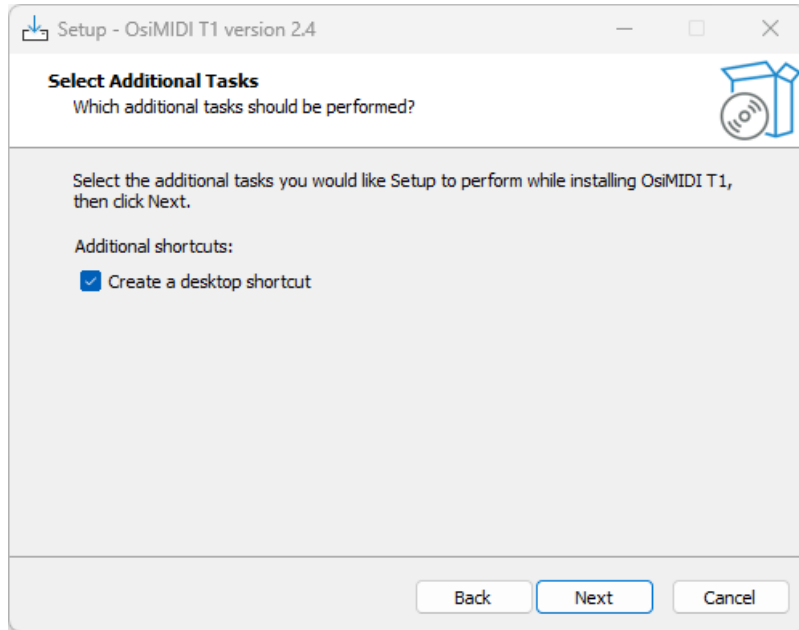 Setup - OsiMIDI T1 version 2.4
Select Additional Tasks
Which additional tasks should be performed?
Select the additional tasks you would like Setup to perform while installing OsiMIDI T1,
then click Next.
Additional shortcuts:
Create a desktop shortcut
Back
Next
Cancel